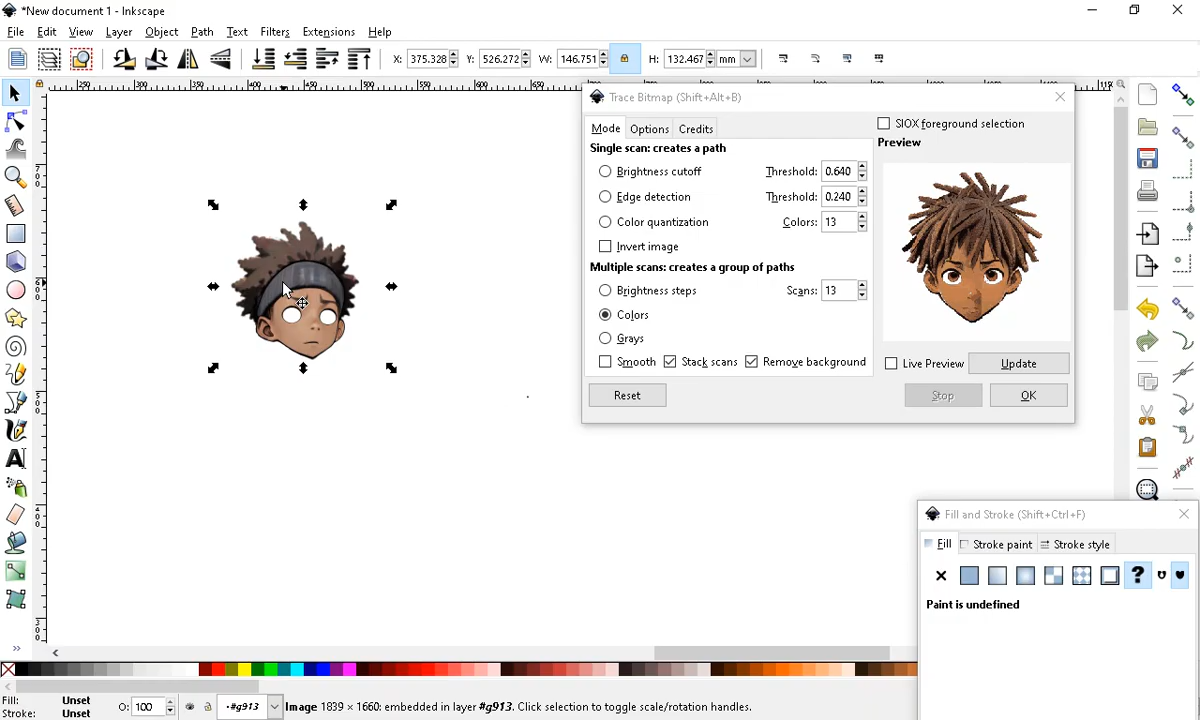 *New document 1 - Inkscape
File Edit View Layer Object Path Text Filters Extensions Help
X: 375.328 Y: 526.272 W: 146.751 H: 132.467 mm
Trace Bitmap (Shift+Alt+B)
Mode Options Credits
SIOX foreground selection
Single scan: creates a path
Preview
Brightness cutoff Threshold: 0.640
Edge detection Threshold: 0.240
Color quantization Colors: 13
Invert image
Multiple scans: creates a group of paths
Brightness steps Scans: 13
Colors
Grays
Smooth Stack scans Remove background
Live Preview Update
Reset Stop OK
Fill and Stroke (Shift+Ctrl+F)
Fill Stroke paint Stroke style
?
Paint is undefined
Fill: Unset
Stroke: Unset
O: 100
•#g913
Image 1839 × 1660: embedded in layer #g913. Click selection to toggle scale/rotation handles.